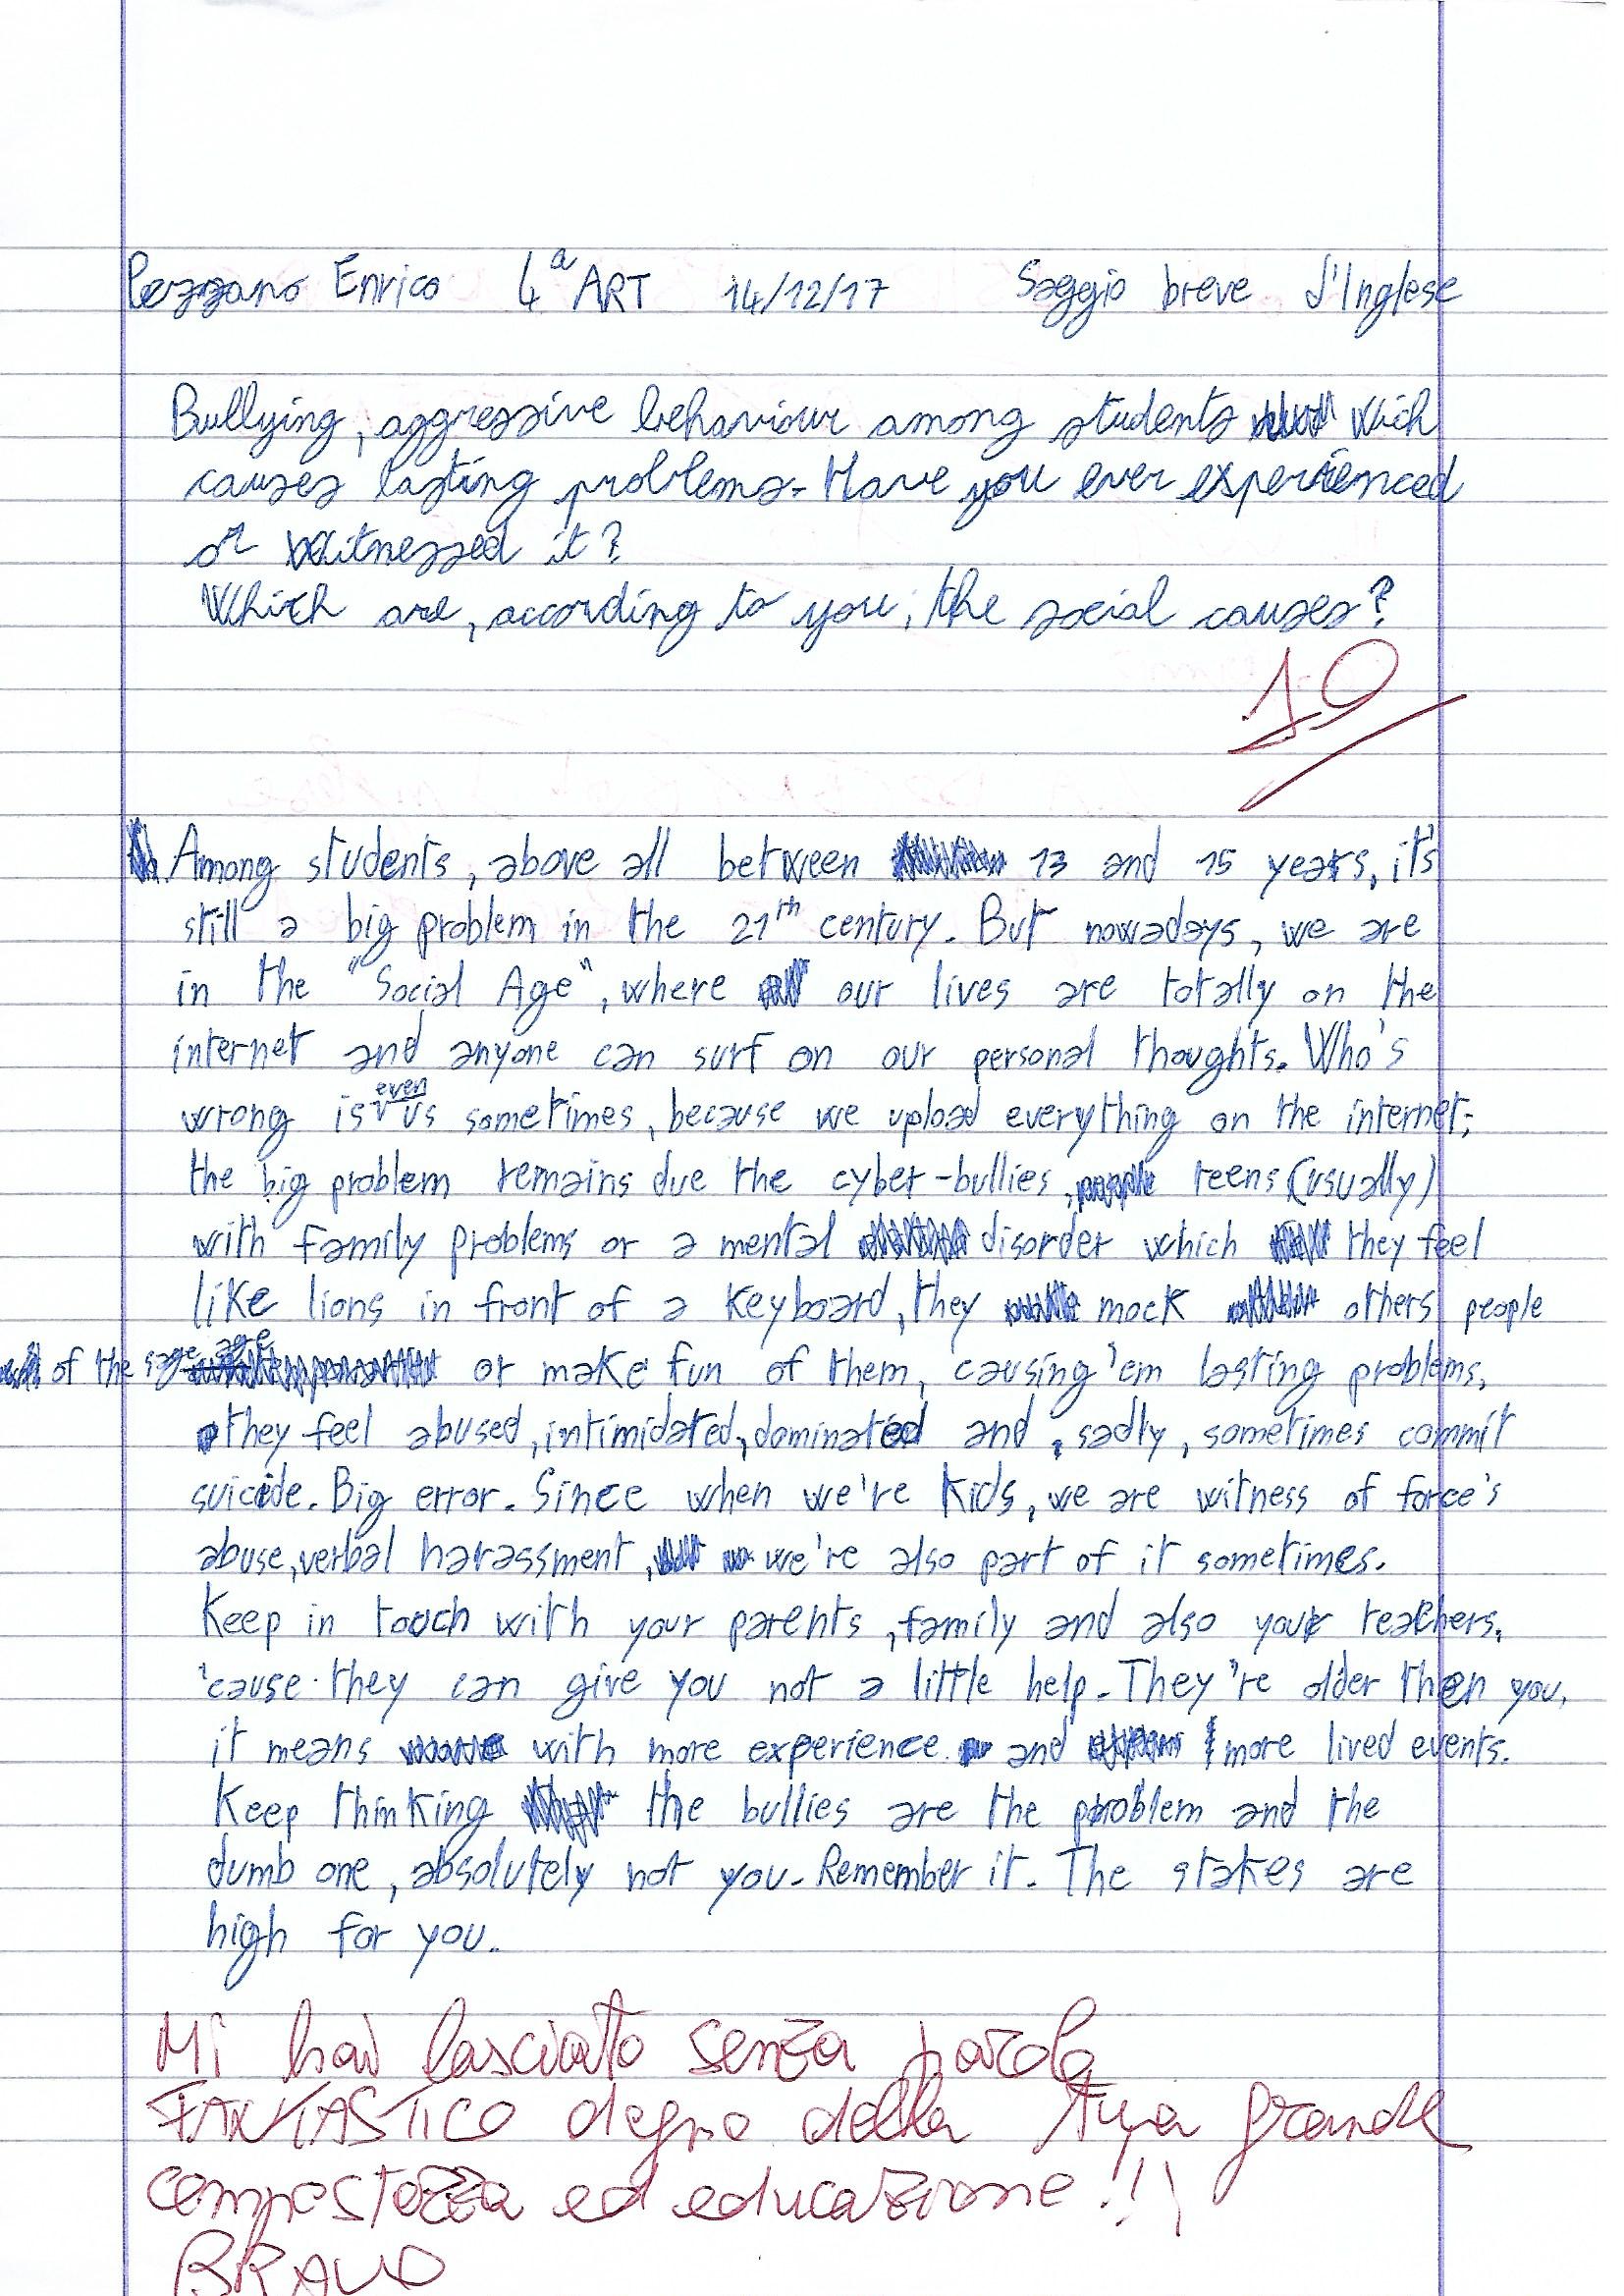 Pezzano Enrico 4ª ART 14/12/17 Saggio breve d'Inglese
Bullying, aggressive behaviour among students wich
causes lasting problems. Have you ever experienced
or witnessed it?
Which are, according to you, the social causes?
10
Among students, above all between 13 and 15 years, it's
still a big problem in the 21th century. But nowadays, we are
in the "Social Age", where our lives are totally on the
internet and anyone can surf on our personal thoughts. Who's
wrong is even us sometimes, because we upload everything on the internet;
the big problem remains due the cyber-bullies, teens (usually)
with family problems or a mental disorder which they feel
like lions in front of a keyboard, they mock others people
of the sage age or make fun of them, causing 'em lasting problems,
they feel abused, intimidated, dominated and, sadly, sometimes commit
suicide. Big error. Since when we're kids, we are witness of force's
abuse, verbal harassment, we're also part of it sometimes.
Keep in touch with your parents, family and also your teachers,
'cause they can give you not a little help. They're older then you,
it means with more experience and more lived events.
Keep thinking the bullies are the problem and the
dumb one, absolutely not you. Remember it. The stakes are
high for you.
Mi hai lasciato senza parole
FANTASTICO degno della tua grande
compostezza ed educazione!!!
BRAVO